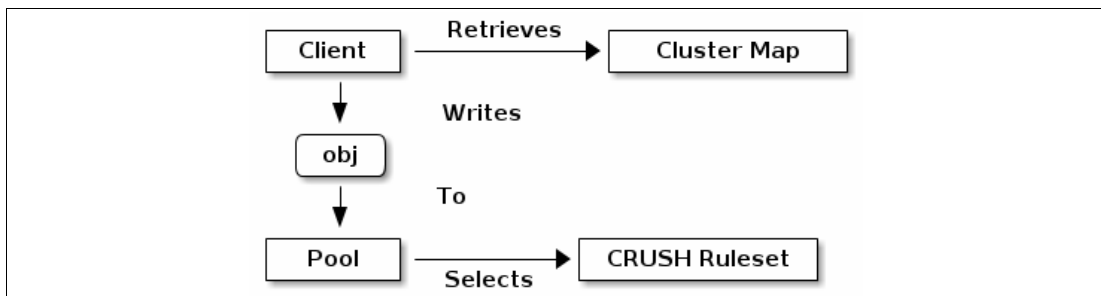 Retrieves
Client
Cluster Map
Writes
obj
To
Pool
CRUSH Ruleset
Selects